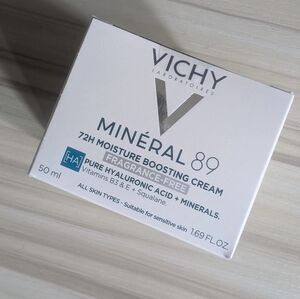 VICHY
LABORATOIRES
MINÉRAL 89
72H MOISTURE BOOSTING CREAM
FRAGRANCE-FREE
[HA] PURE HYALURONIC ACID + MINERALS.
Vitamins B3 & E + Squalane.
50 ml
ALL SKIN TYPES - Suitable for sensitive skin
1.69 FL.OZ.